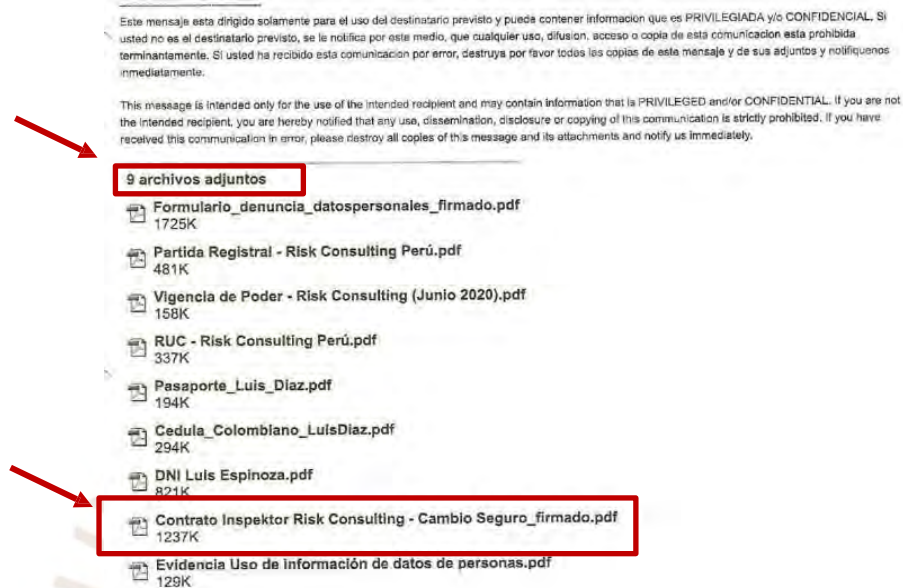 Este mensaje esta dirigido solamente para el uso del destinatario previsto y puede contener informacion que es PRIVILEGIADA y/o CONFIDENCIAL. Si
usted no es el destinatario previsto, se le notifica por este medio, que cualquier uso, difusion, acceso o copia de esta comunicacion esta prohibida
terminantemente. Si usted ha recibido esta comunicacion por error, destruya por favor todas las copias de este mensaje y de sus adjuntos y notifiquenos
inmediatamente.
This message is intended only for the use of the intended recipient and may contain information that is PRIVILEGED and/or CONFIDENTIAL. If you are not
the intended recipient, you are hereby notified that any use, dissemination, disclosure or copying of this communication is strictly prohibited. If you have
received this communication in error, please destroy all copies of this message and its attachments and notify us immediately.
9 archivos adjuntos
Formulario_denuncia_datospersonales_firmado.pdf
1725K
Partida Registral - Risk Consulting Perú.pdf
481K
Vigencia de Poder - Risk Consulting (Junio 2020).pdf
158K
RUC - Risk Consulting Perú.pdf
337K
Pasaporte_Luis_Diaz.pdf
194K
Cedula_Colombiano_LuisDiaz.pdf
294K
DNI Luis Espinoza.pdf
821K
Contrato Inspektor Risk Consulting - Cambio Seguro_firmado.pdf
1237K
Evidencia Uso de información de datos de personas.pdf
129K